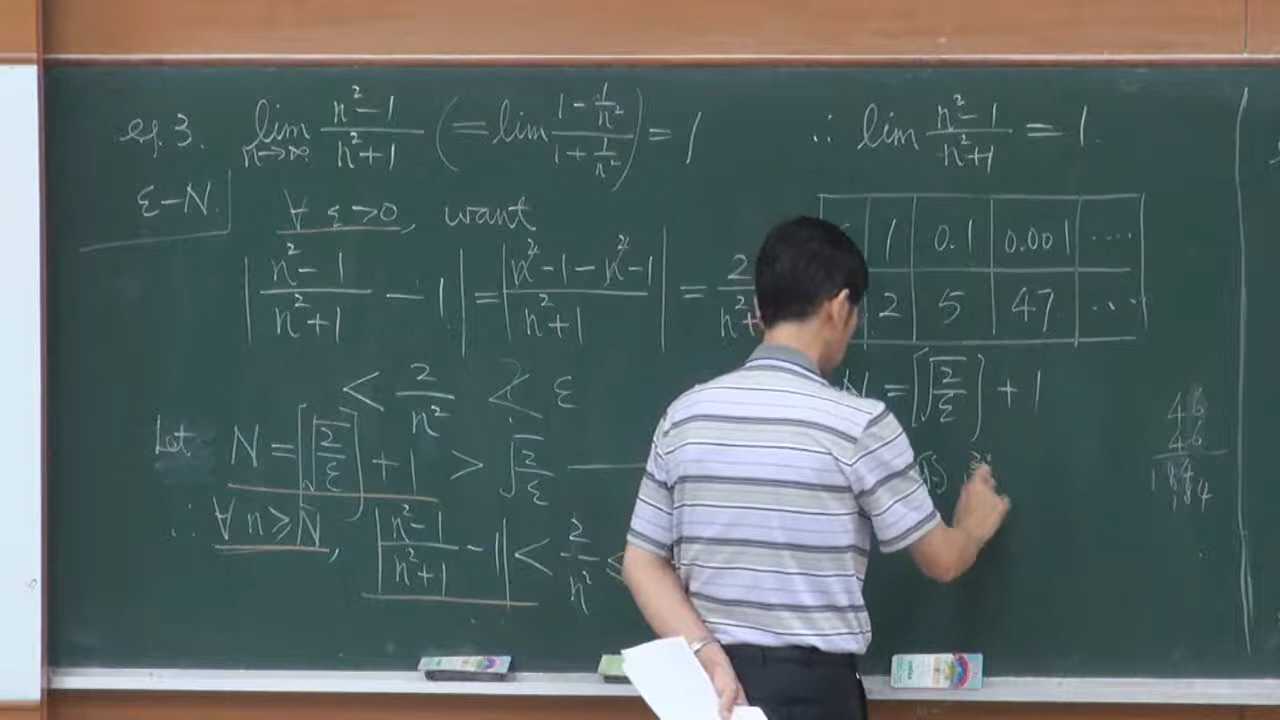 eg.3. lim n→∞ (n²-1)/(n²+1) (= lim (1 - 1/n²)/(1 + 1/n²)) = 1
ε-N. ∀ ε>0, want
|(n²-1)/(n²+1) - 1| = |(n²-1-n²-1)/(n²+1)| = 2/(n²+
< 2/n² < ε
Let N = [√(2/ε)] + 1 > √(2/ε)
∴ ∀ n≥N, |(n²-1)/(n²+1) - 1| < 2/n² <
∴ lim (n²-1)/(n²+1) = 1.
1 0.1 0.001 ....
2 5 47 ...
N = [√(2/ε)] + 1
46
46